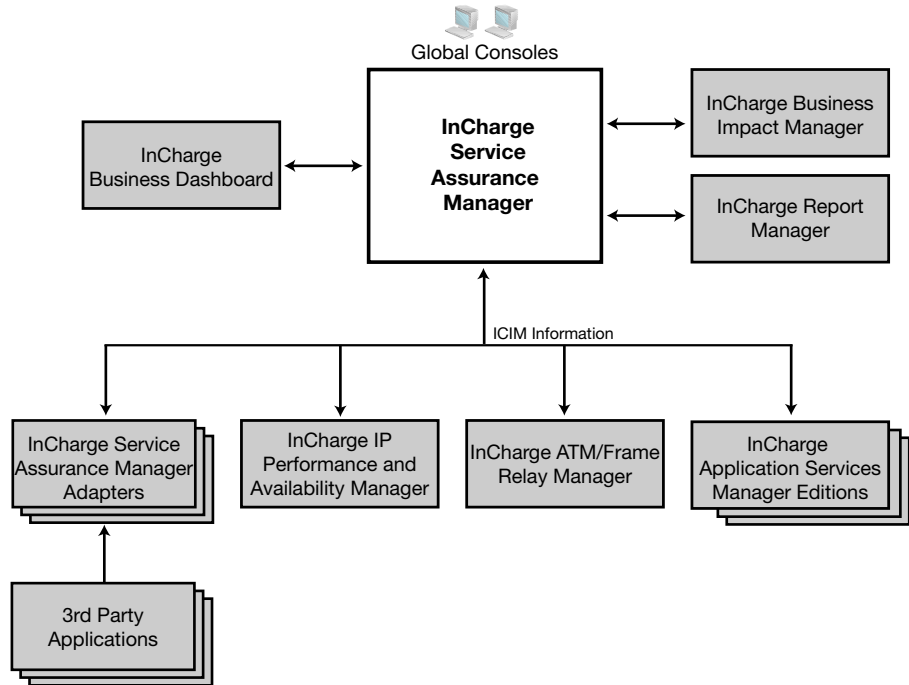 Global Consoles
InCharge
Service
Assurance
Manager
InCharge Business
Impact Manager
InCharge
Business Dashboard
InCharge Report
Manager
ICIM Information
InCharge Service
Assurance Manager
Adapters
InCharge IP
Performance and
Availability Manager
InCharge ATM/Frame
Relay Manager
InCharge
Application Services
Manager Editions
3rd Party
Applications